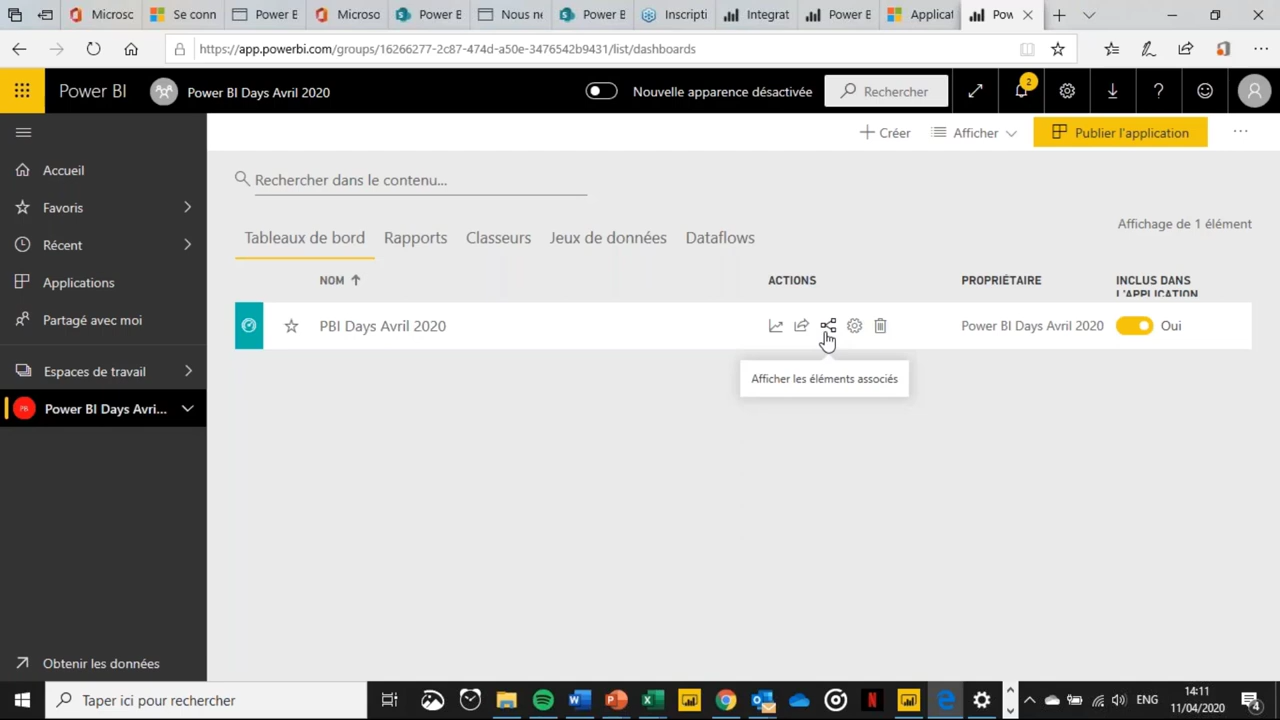 Microsc
Se conn
Power E
Microso
Power E
Nous ne
Power E
Inscripti
Integrat
Power E
Applicat
Pow
https://app.powerbi.com/groups/16266277-2c87-474d-a50e-3476542b9431/list/dashboards
Power BI
Power BI Days Avril 2020
Nouvelle apparence désactivée
Rechercher
2
Créer
Afficher
Publier l'application
Accueil
Favoris
Récent
Applications
Partagé avec moi
Espaces de travail
PB
Power BI Days Avri...
Obtenir les données
Rechercher dans le contenu...
Affichage de 1 élément
Tableaux de bord
Rapports
Classeurs
Jeux de données
Dataflows
NOM
ACTIONS
PROPRIÉTAIRE
INCLUS DANS
L'APPLICATION
PBI Days Avril 2020
Power BI Days Avril 2020
Oui
Afficher les éléments associés
Taper ici pour rechercher
ENG
14:11
11/04/2020
4